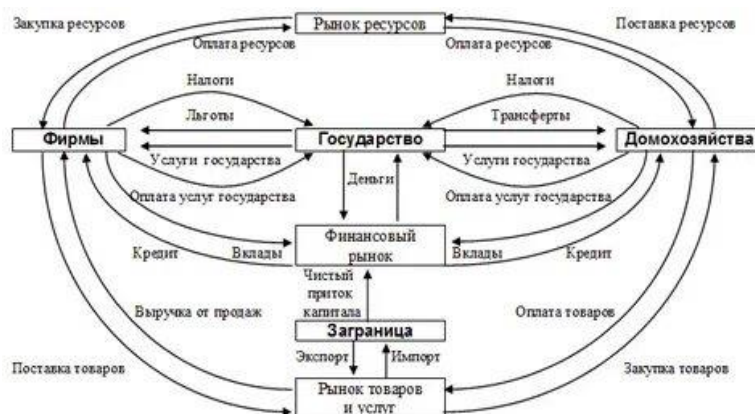 Закупка ресурсов
Рынок ресурсов
Поставка ресурсов
Оплата ресурсов
Оплата ресурсов
Налоги
Налоги
Льготы
Трансферты
Фирмы
Государство
Домохозяйства
Услуги государства
Услуги государства
Деньги
Оплата услуг государства
Оплата услуг государства
Финансовый
рынок
Кредит
Вклады
Вклады
Кредит
Чистый
приток
капитала
Выручка от продаж
Оплата товаров
Заграница
Экспорт
Импорт
Поставка товаров
Закупка товаров
Рынок товаров
и услуг